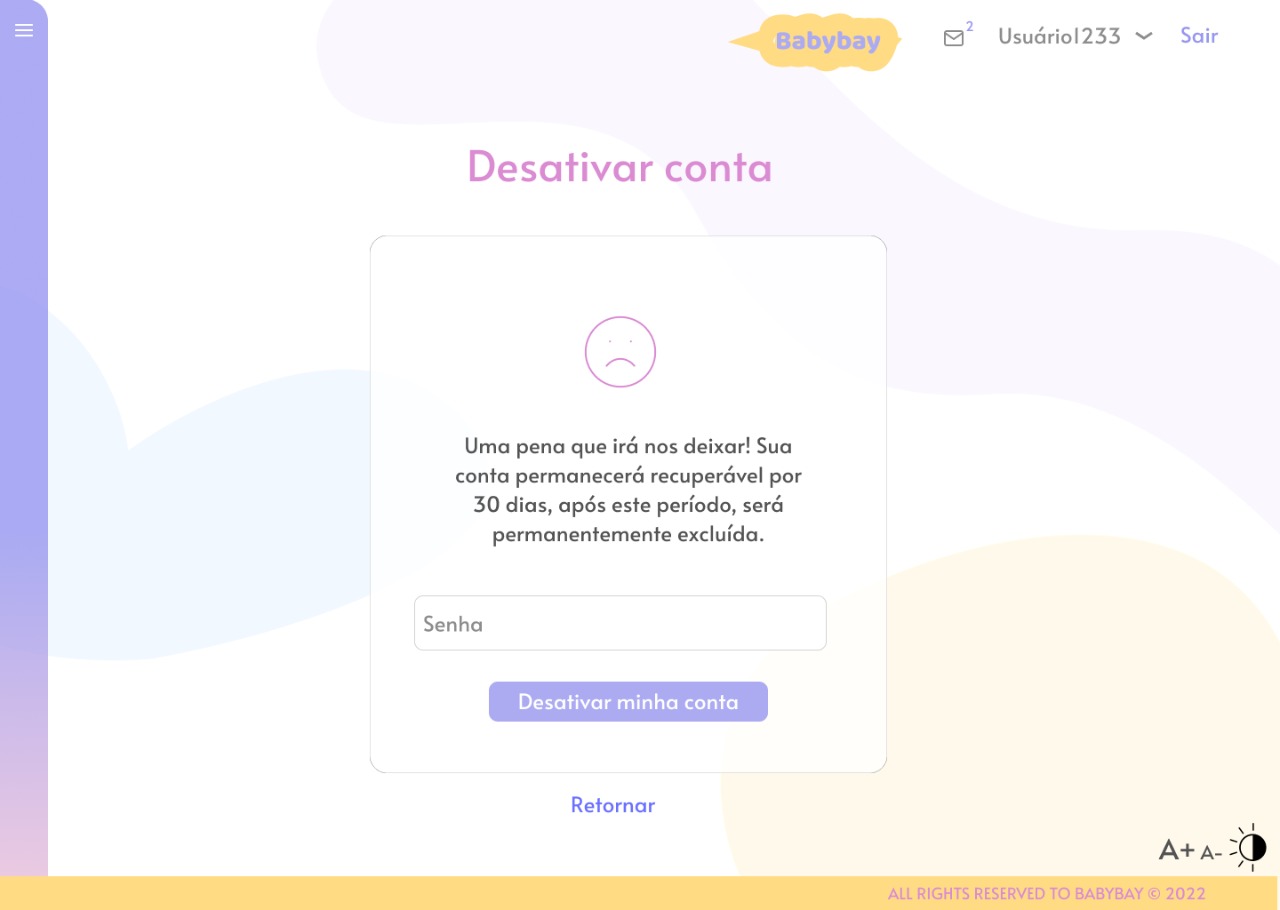 Babybay
2
Usuário1233
Sair
Desativar conta
Uma pena que irá nos deixar! Sua
conta permanecerá recuperável por
30 dias, após este período, será
permanentemente excluída.
Senha
Desativar minha conta
Retornar
A+ A-
ALL RIGHTS RESERVED TO BABYBAY © 2022